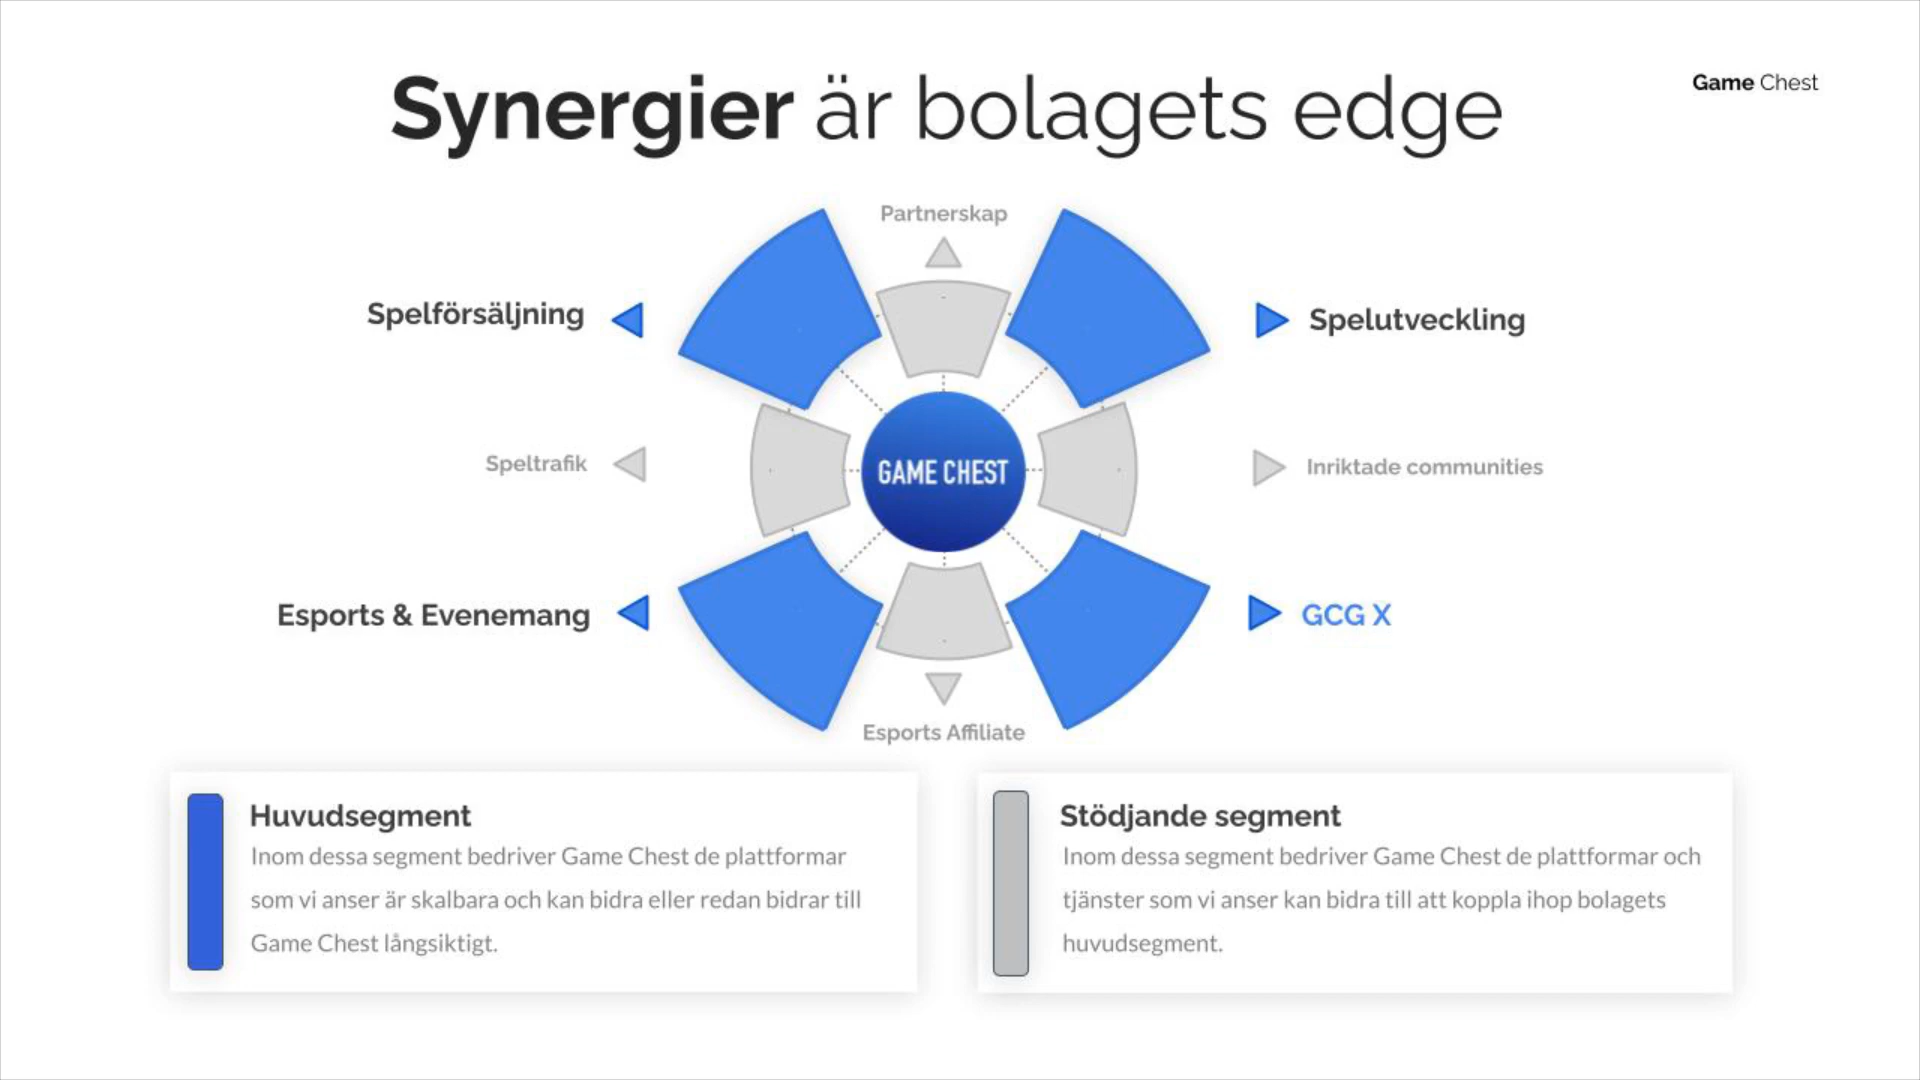 Synergier är bolagets edge
Game Chest
Partnerskap
Spelförsäljning
Spelutveckling
Speltrafik
GAME CHEST
Inriktade communities
Esports & Evenemang
GCG X
Esports Affiliate
Huvudsegment
Inom dessa segment bedriver Game Chest de plattformar
som vi anser är skalbara och kan bidra eller redan bidrar till
Game Chest långsiktigt.
Stödjande segment
Inom dessa segment bedriver Game Chest de plattformar och
tjänster som vi anser kan bidra till att koppla ihop bolagets
huvudsegment.